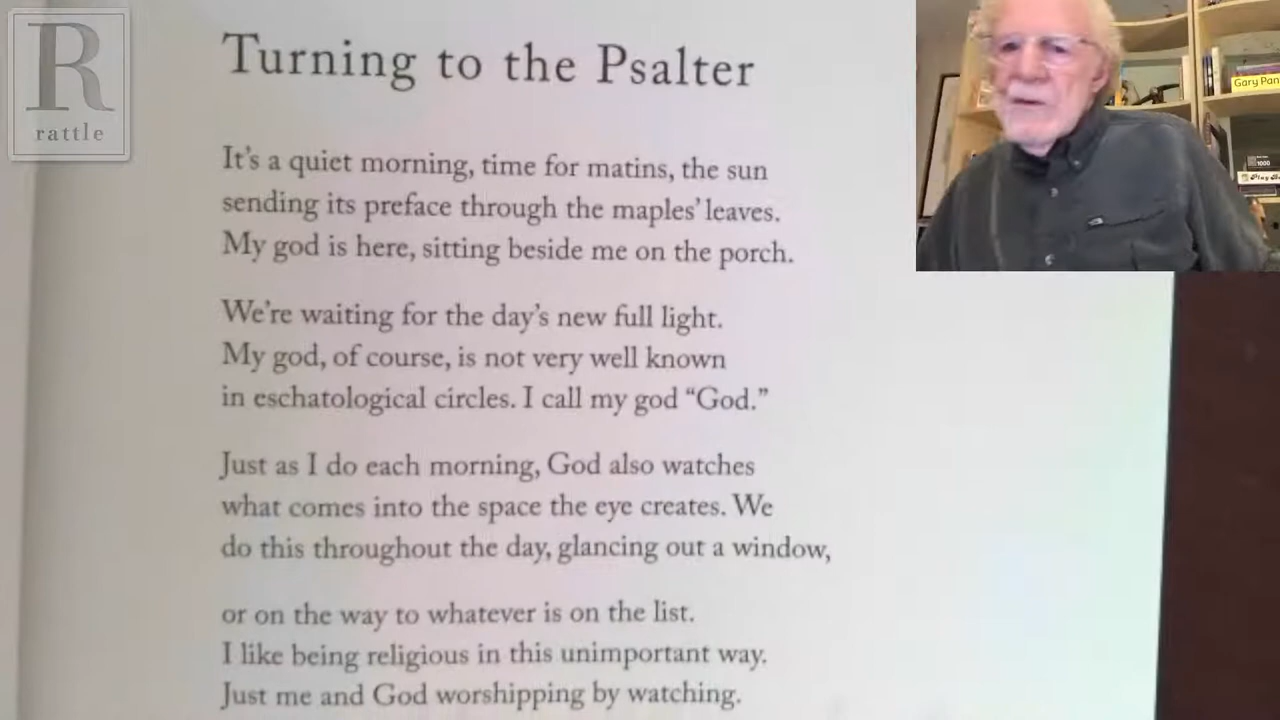 R
rattle
Turning to the Psalter
It's a quiet morning, time for matins, the sun
sending its preface through the maples' leaves.
My god is here, sitting beside me on the porch.
We're waiting for the day's new full light.
My god, of course, is not very well known
in eschatological circles. I call my god “God.”
Just as I do each morning, God also watches
what comes into the space the eye creates. We
do this throughout the day, glancing out a window,
or on the way to whatever is on the list.
I like being religious in this unimportant way.
Just me and God worshipping by watching.
Gary Pan
1000